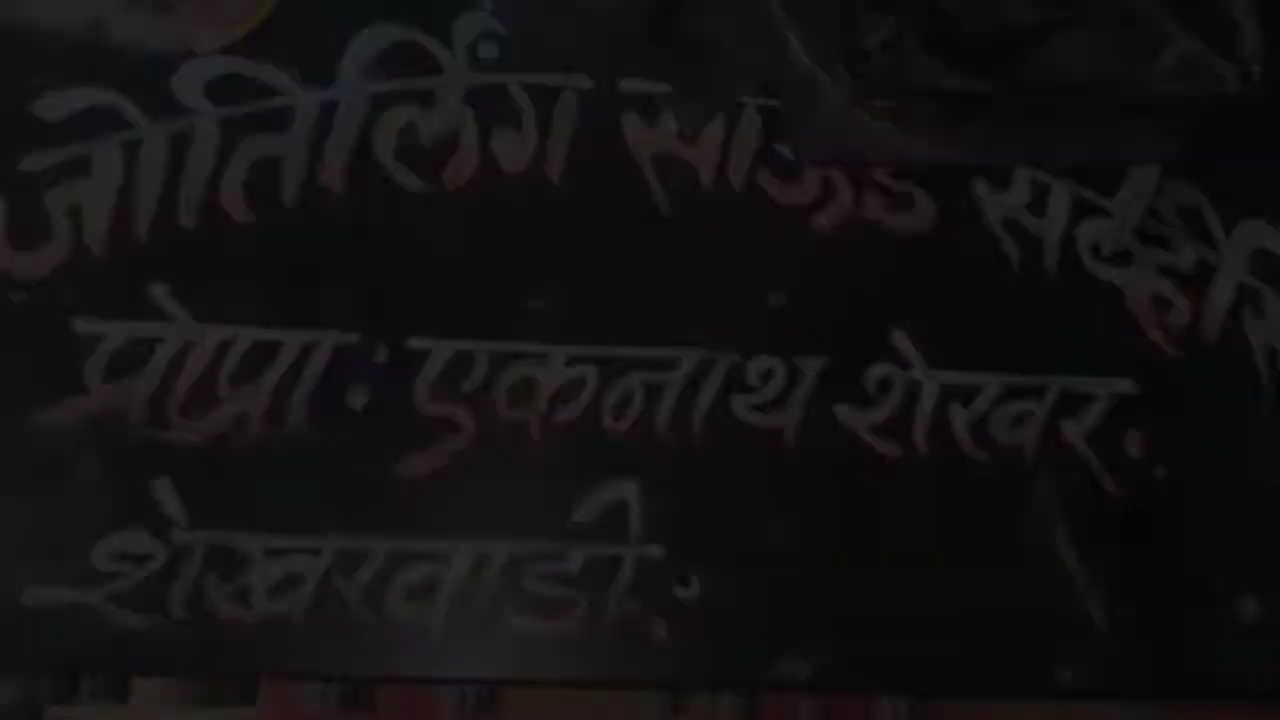 जोतिलिंग साऊंड सर्व्हीस
प्रोप्रा. एकनाथ शेखर.
शेखरवाडी.